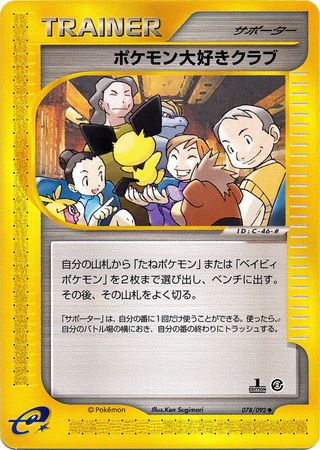 TRAINER
サポーター
ポケモン大好きクラブ
ID:C-46-#
自分の山札から「たねポケモン」または「ベイビィ
ポケモン」を2枚まで選び出し、ベンチに出す。
その後、その山札をよく切る。
「サポーター」は、自分の番に1回だけ使うことができる。使ったら、
自分のバトル場の横におき、自分の番の終わりにトラッシュする。
1
EDITION
e
© Pokémon
Illus.Ken Sugimori
078/092◆